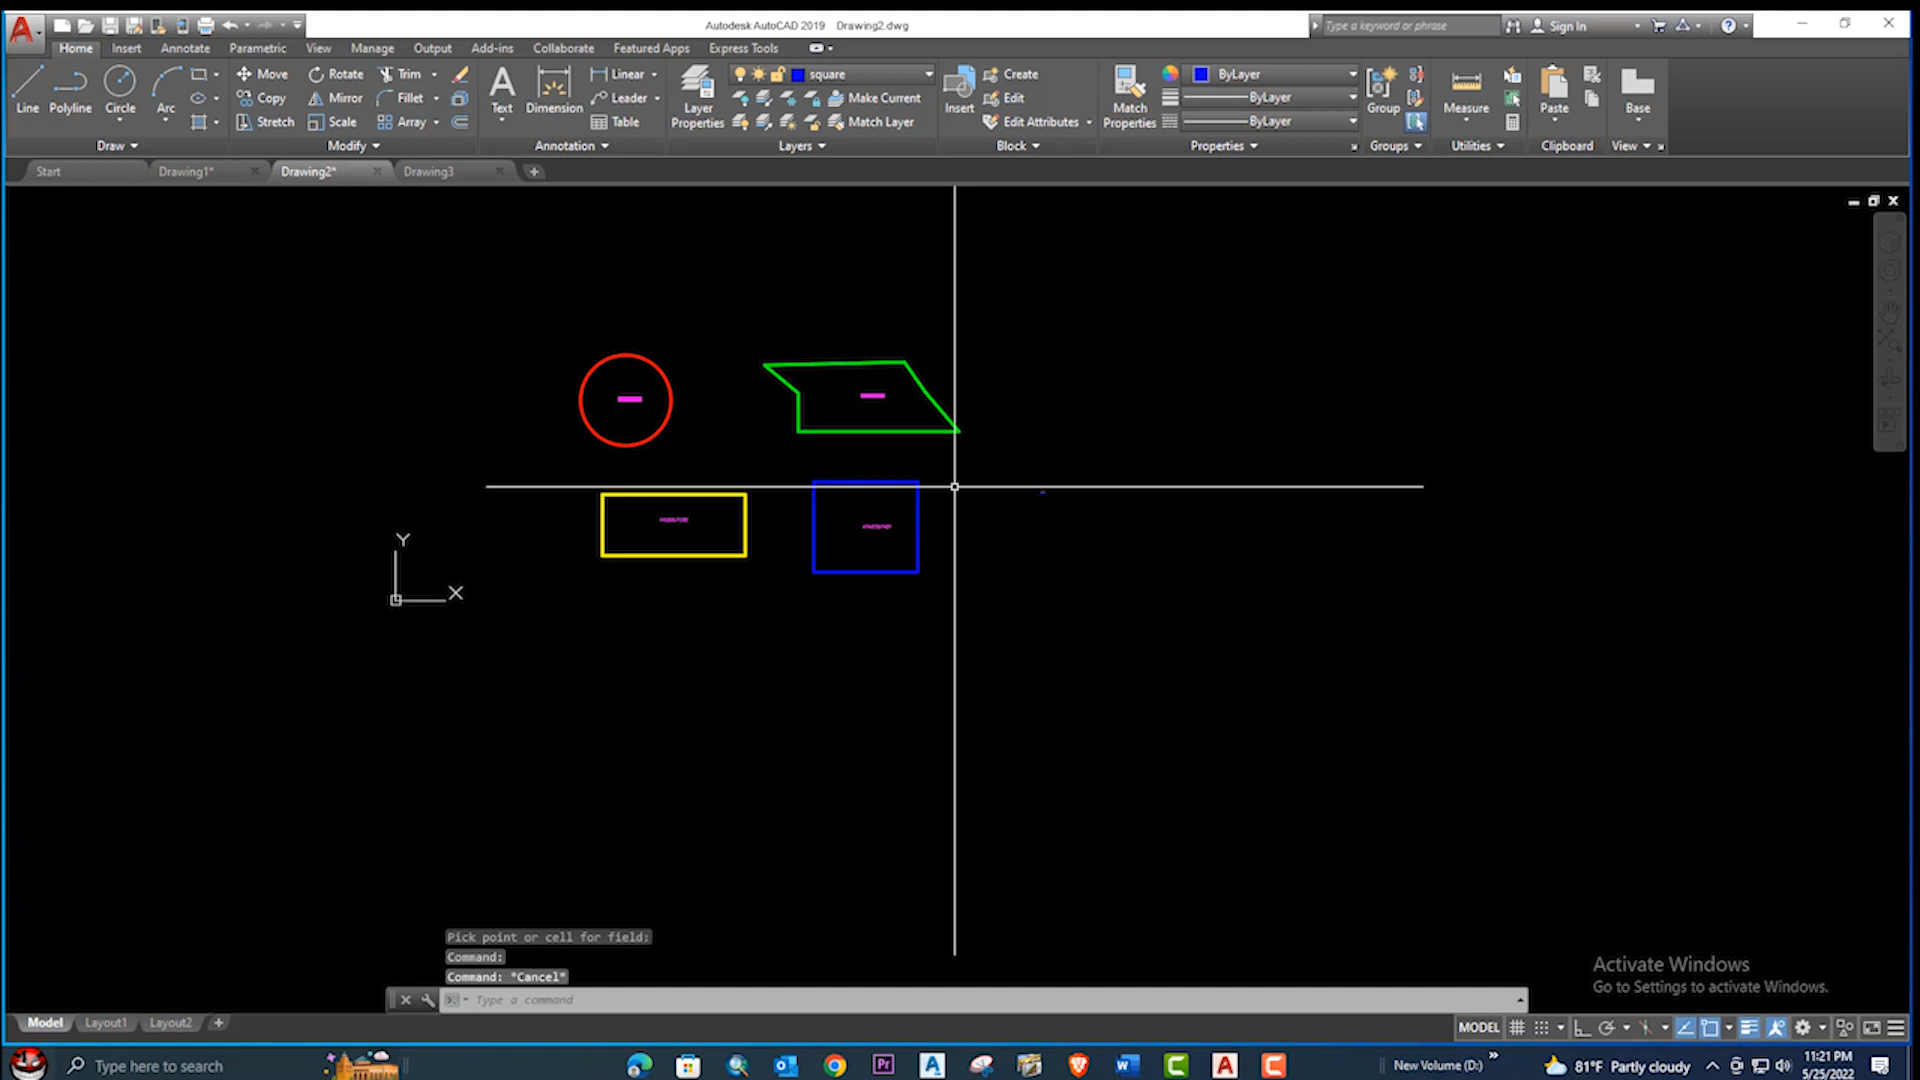 Autodesk AutoCAD 2019 Drawing2.dwg
Type a keyword or phrase
Sign In
Home Insert Annotate Parametric View Manage Output Add-ins Collaborate Featured Apps Express Tools
Line Polyline Circle Arc
Move Rotate Trim
Copy Mirror Fillet
Stretch Scale Array
Text Dimension
Linear
Leader
Table
Layer Properties
square
Make Current
Match Layer
Insert
Create
Edit
Edit Attributes
Match Properties
ByLayer
ByLayer
ByLayer
Group
Measure
Paste
Base
Draw Modify Annotation Layers Block Properties Groups Utilities Clipboard View
Start Drawing1* Drawing2* Drawing3
Y
X
Pick point or cell for field:
Command:
Command: *Cancel*
Type a command
Activate Windows
Go to Settings to activate Windows.
Model Layout1 Layout2
MODEL
Type here to search
New Volume (D:)
81°F Partly cloudy
11:21 PM
5/25/2022